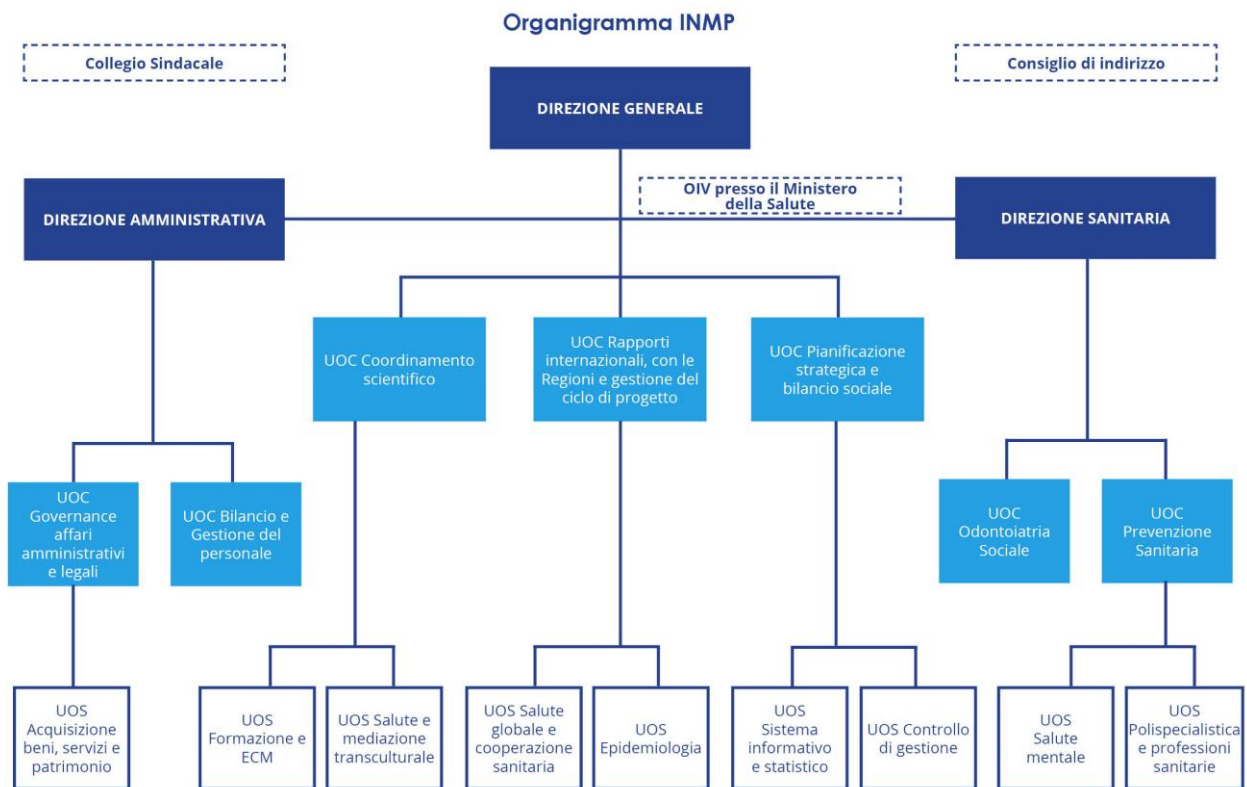 Organigramma INMP
Collegio Sindacale
Consiglio di indirizzo
DIREZIONE GENERALE
OIV presso il Ministero
della Salute
DIREZIONE AMMINISTRATIVA
DIREZIONE SANITARIA
UOC Coordinamento
scientifico
UOC Rapporti
internazionali, con le
Regioni e gestione del
ciclo di progetto
UOC Pianificazione
strategica e
bilancio sociale
UOC
Governance
affari
amministrativi
e legali
UOC Bilancio e
Gestione del
personale
UOC
Odontoiatria
Sociale
UOC
Prevenzione
Sanitaria
UOS
Acquisizione
beni, servizi e
patrimonio
UOS
Formazione e
ECM
UOS Salute e
mediazione
transculturale
UOS Salute
globale e
cooperazione
sanitaria
UOS
Epidemiologia
UOS
Sistema
informativo
e statistico
UOS Controllo
di gestione
UOS
Salute
mentale
UOS
Polispecialistica
e professioni
sanitarie